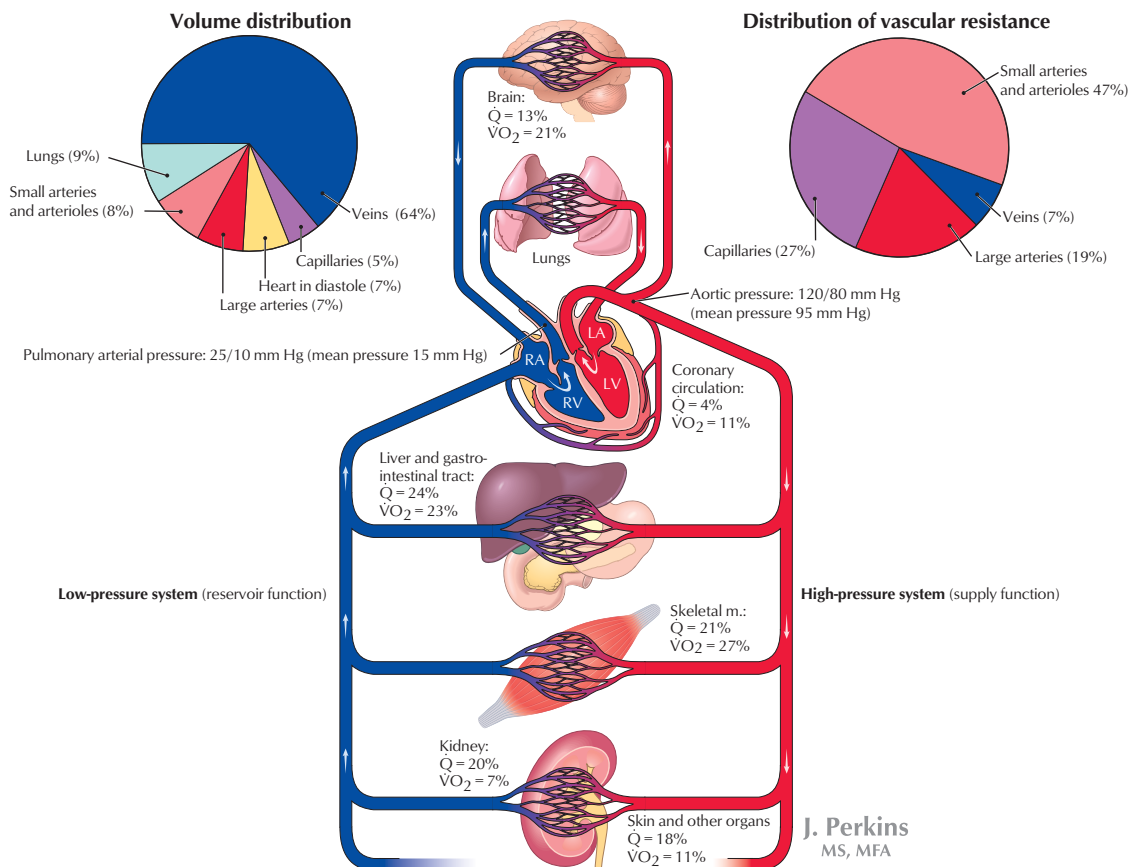 Volume distribution
Lungs (9%)
Small arteries
and arterioles (8%)
Large arteries (7%)
Heart in diastole (7%)
Capillaries (5%)
Veins (64%)
Distribution of vascular resistance
Small arteries
and arterioles 47%)
Veins (7%)
Large arteries (19%)
Capillaries (27%)
Brain:
Q̇ = 13%
V̇O₂ = 21%
Lungs
Aortic pressure: 120/80 mm Hg
(mean pressure 95 mm Hg)
Pulmonary arterial pressure: 25/10 mm Hg (mean pressure 15 mm Hg)
LA
RA
LV
RV
Coronary
circulation:
Q̇ = 4%
V̇O₂ = 11%
Liver and gastro-
intestinal tract:
Q̇ = 24%
V̇O₂ = 23%
Low-pressure system (reservoir function)
High-pressure system (supply function)
Skeletal m.:
Q̇ = 21%
V̇O₂ = 27%
Kidney:
Q̇ = 20%
V̇O₂ = 7%
Skin and other organs
Q̇ = 18%
V̇O₂ = 11%
J. Perkins
MS, MFA